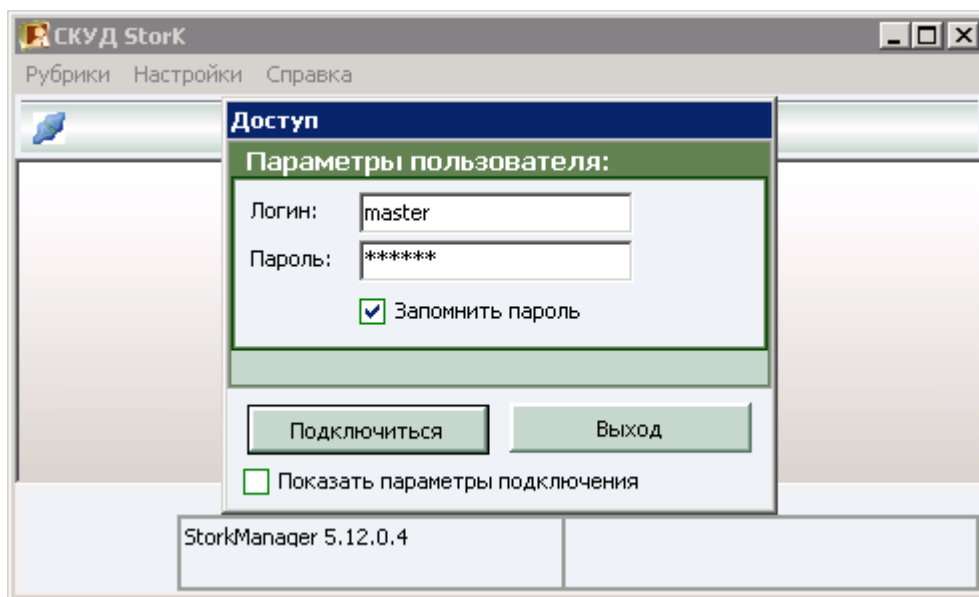 СКУД StorK
Рубрики Настройки Справка
Доступ
Параметры пользователя:
Логин: master
Пароль: ******
Запомнить пароль
Подключиться Выход
Показать параметры подключения
StorkManager 5.12.0.4